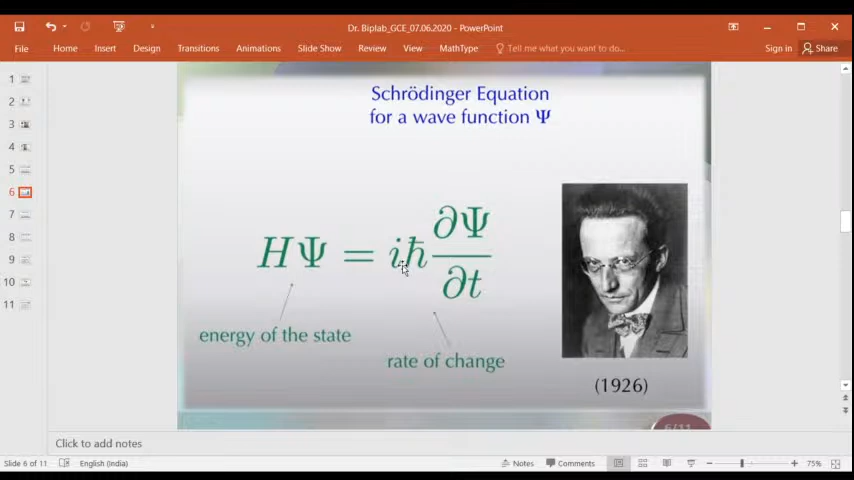 Dr. Biplab_GCE_07.06.2020 - PowerPoint
File Home Insert Design Transitions Animations Slide Show Review View MathType Tell me what you want to do... Sign in Share
1
2
3
4
5
6
7
8
9
10
11
Schrödinger Equation
for a wave function Ψ
HΨ = iħ ∂Ψ/∂t
energy of the state
rate of change
(1926)
6/11
Click to add notes
Slide 6 of 11 English (India) Notes Comments 75%